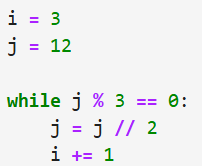 i = 3
j = 12

while j % 3 == 0:
    j = j // 2
    i += 1